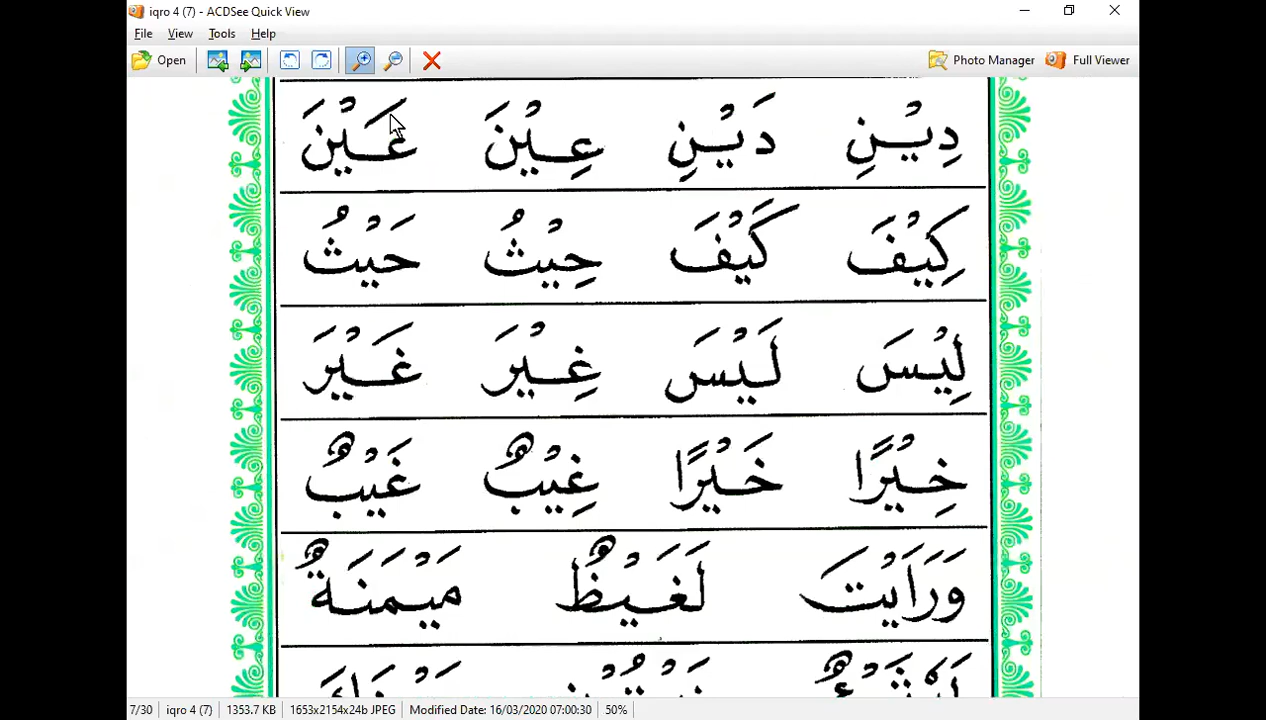 iqro 4 (7) - ACDSee Quick View
File View Tools Help
Open Photo Manager Full Viewer
دِيْنِ دَيْنِ عِيْنَ عَيْنَ
كِيْفَ كَيْفَ حِيْثُ حَيْثُ
لِيْسَ لَيْسَ غِيْرَ غَيْرَ
خِيْرًا خَيْرًا غِيْبٌ غَيْبٌ
وَرَاَيْتَ لَغَيْظٌ مَيْمَنَةٌ
7/30 iqro 4 (7) 1353.7 KB 1653x2154x24b JPEG Modified Date: 16/03/2020 07:00:30 50%